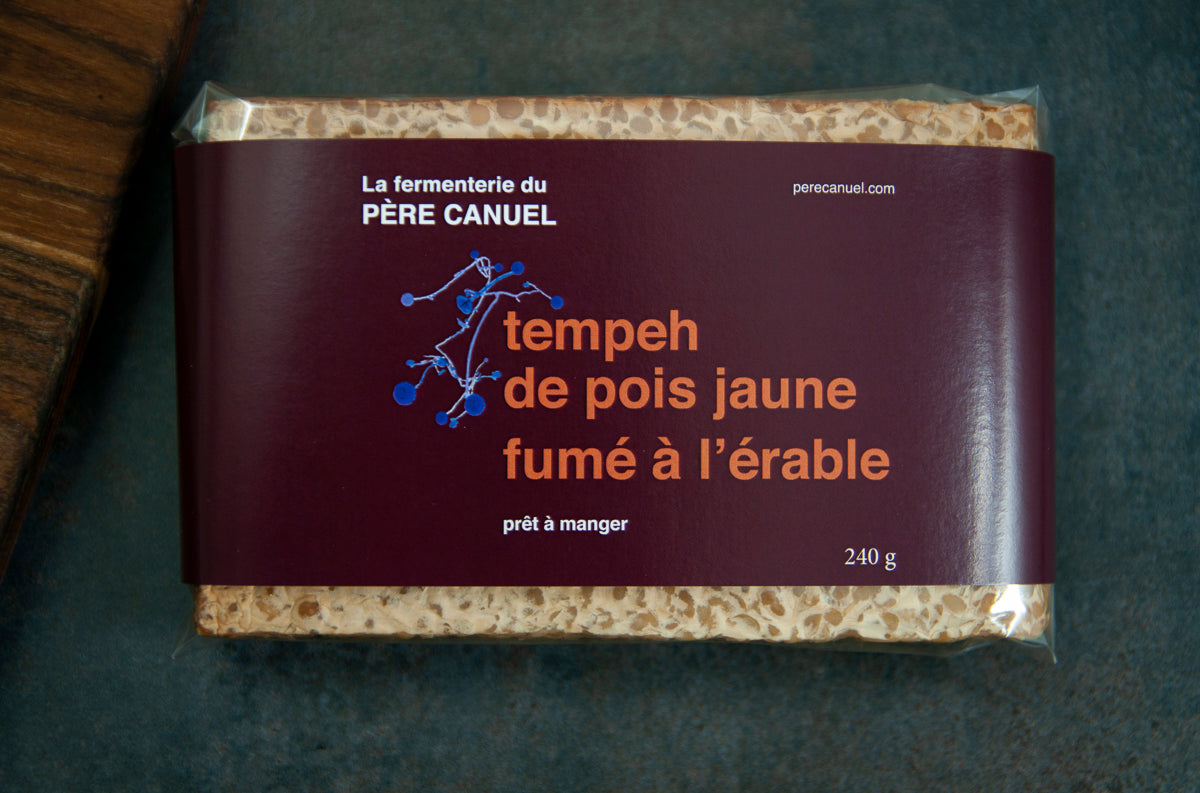 La fermenterie du
PÈRE CANUEL
perecanuel.com
tempeh
de pois jaune
fumé à l'érable
prêt à manger
240 g